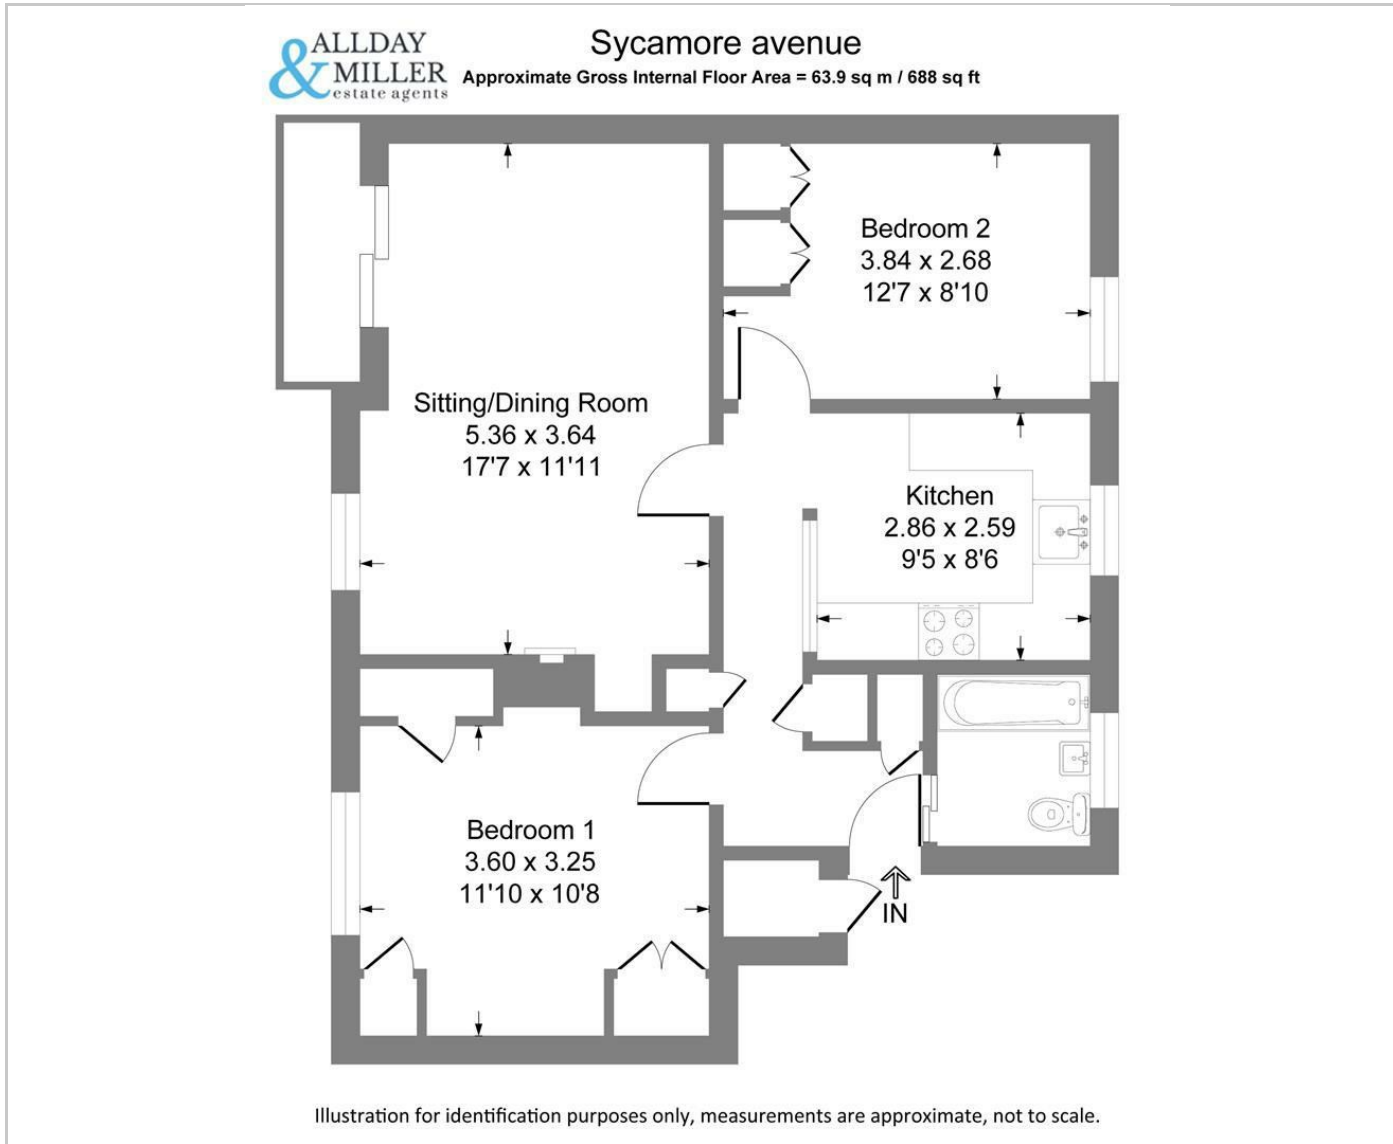 ALLDAY
& MILLER
estate agents
Sycamore avenue
Approximate Gross Internal Floor Area = 63.9 sq m / 688 sq ft
Bedroom 2
3.84 x 2.68
12'7 x 8'10
Sitting/Dining Room
5.36 x 3.64
17'7 x 11'11
Kitchen
2.86 x 2.59
9'5 x 8'6
Bedroom 1
3.60 x 3.25
11'10 x 10'8
IN
Illustration for identification purposes only, measurements are approximate, not to scale.